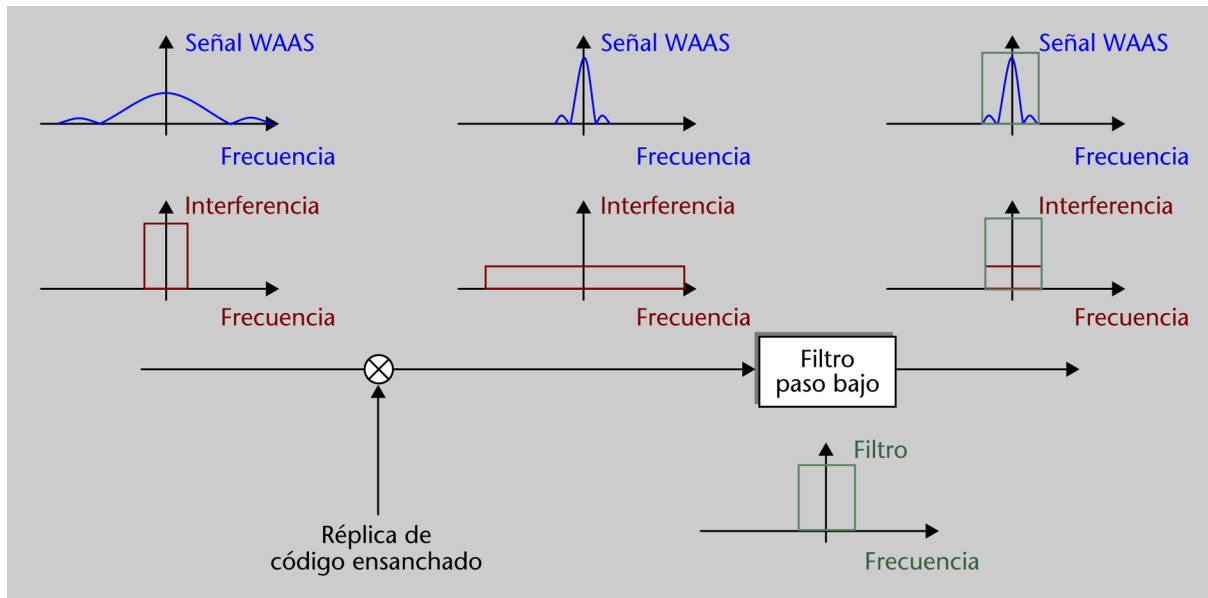 Señal WAAS
Señal WAAS
Señal WAAS
Frecuencia
Frecuencia
Frecuencia
Interferencia
Interferencia
Interferencia
Frecuencia
Frecuencia
Frecuencia
Filtro
paso bajo
Filtro
Réplica de
código ensanchado
Frecuencia